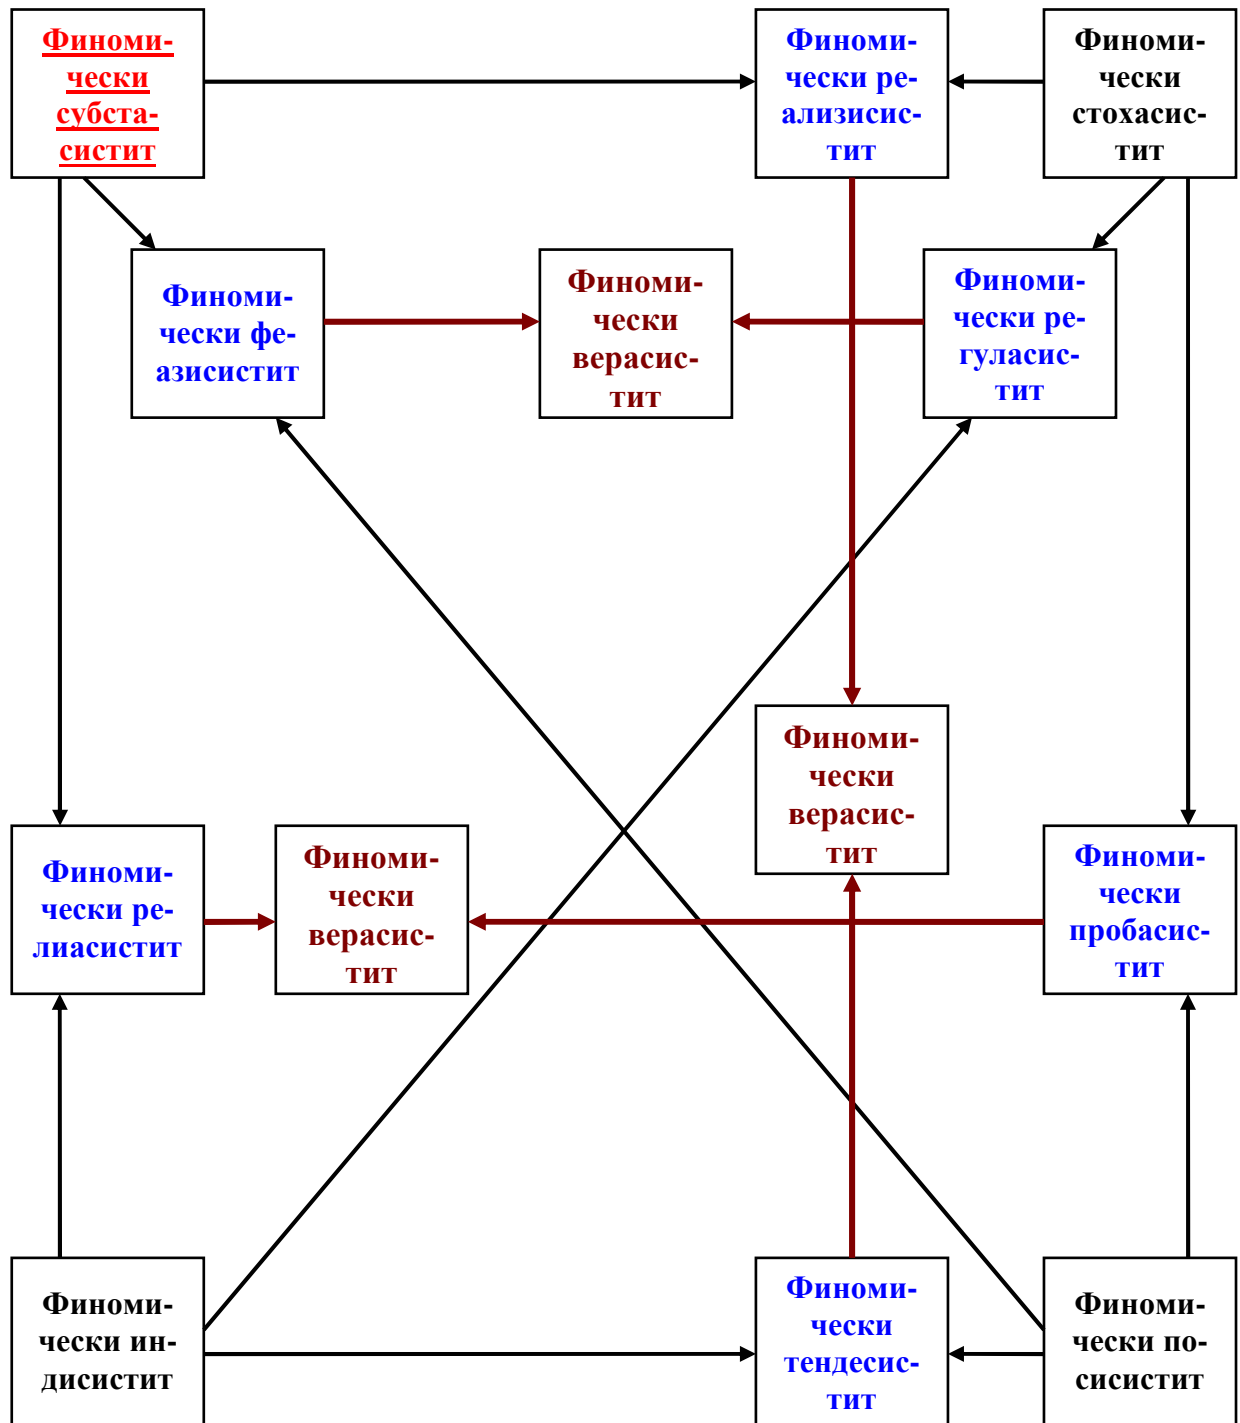 Финоми-
чески
субста-
систит
Финоми-
чески ре-
ализисис-
тит
Финоми-
чески
стохасис-
тит
Финоми-
чески фе-
азисистит
Финоми-
чески
верасис-
тит
Финоми-
чески ре-
гуласис-
тит
Финоми-
чески
верасис-
тит
Финоми-
чески ре-
лиасистит
Финоми-
чески
верасис-
тит
Финоми-
чески
пробасис-
тит
Финоми-
чески ин-
дисистит
Финоми-
чески
тендесис-
тит
Финоми-
чески по-
сисистит